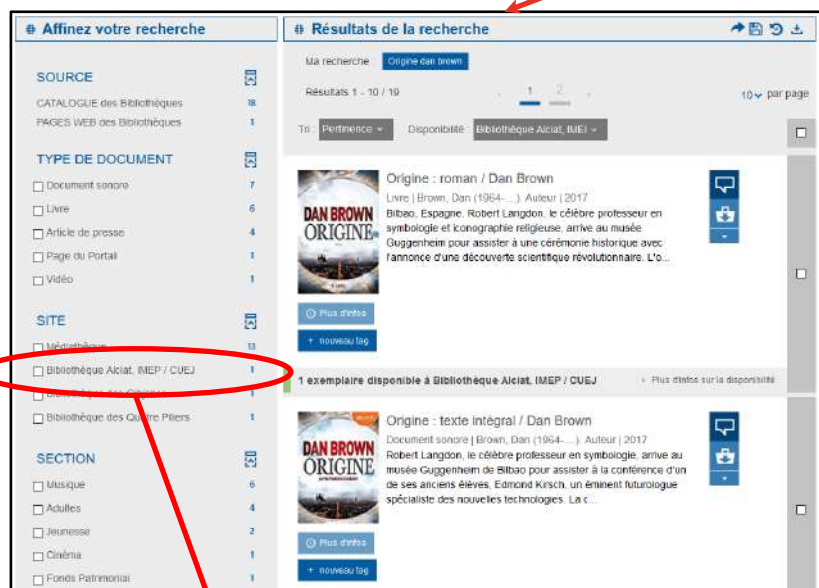 Affinez votre recherche
SOURCE
CATALOGUE des Bibliothèques 18
PAGES WEB des Bibliothèques 1
TYPE DE DOCUMENT
Document sonore 7
Livre 6
Article de presse 4
Page du Portail 1
Vidéo 1
SITE
Médiathèque 13
Bibliothèque Alciat, IMEP / CUEJ 1
Bibliothèque des 1
Bibliothèque des Quatre Piliers 1
SECTION
Musique 6
Adultes 4
Jeunesse 2
Cinéma 1
Fonds Patrimonial 1
Résultats de la recherche
Ma recherche Origine dan brown
Résultats 1 - 10 / 19 1 2 10 par page
Tri : Pertinence Disponibilité : Bibliothèque Alciat, IMEI
DAN BROWN
ORIGINE
Origine : roman / Dan Brown
Livre | Brown, Dan (1964-....). Auteur | 2017
Bilbao, Espagne. Robert Langdon, le célèbre professeur en
symbologie et iconographie religieuse, arrive au musée
Guggenheim pour assister à une cérémonie historique avec
l'annonce d'une découverte scientifique révolutionnaire. L'o...
Plus d'infos
+ nouveau tag
1 exemplaire disponible à Bibliothèque Alciat, IMEP / CUEJ + Plus d'infos sur la disponibilité
DAN BROWN
ORIGINE
Origine : texte intégral / Dan Brown
Document sonore | Brown, Dan (1964-....). Auteur | 2017
Robert Langdon, le célèbre professeur en symbologie, arrive au
musée Guggenheim de Bilbao pour assister à la conférence d'un
de ses anciens élèves, Edmond Kirsch, un éminent futurologue
spécialiste des nouvelles technologies. La c...
Plus d'infos
+ nouveau tag